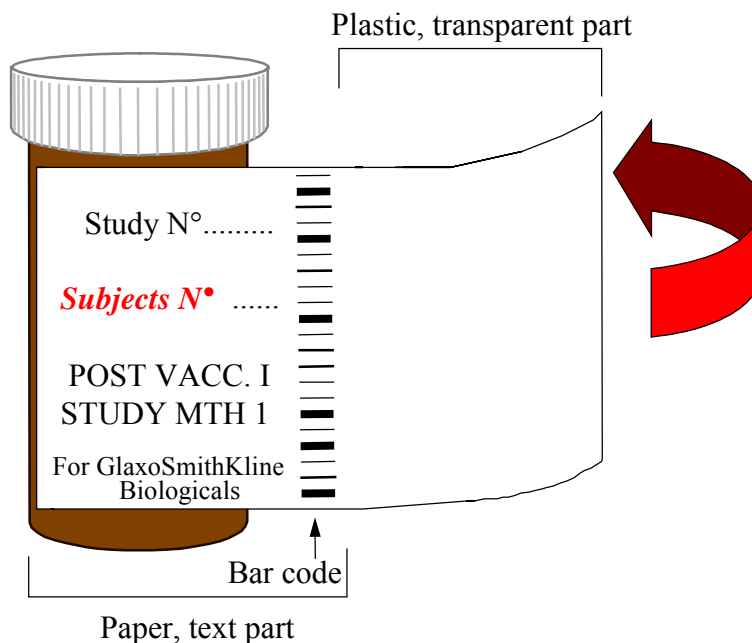 Plastic, transparent part
Study N°.........
Subjects N• ......
POST VACC. I
STUDY MTH 1
For GlaxoSmithKline
Biologicals
Bar code
Paper, text part